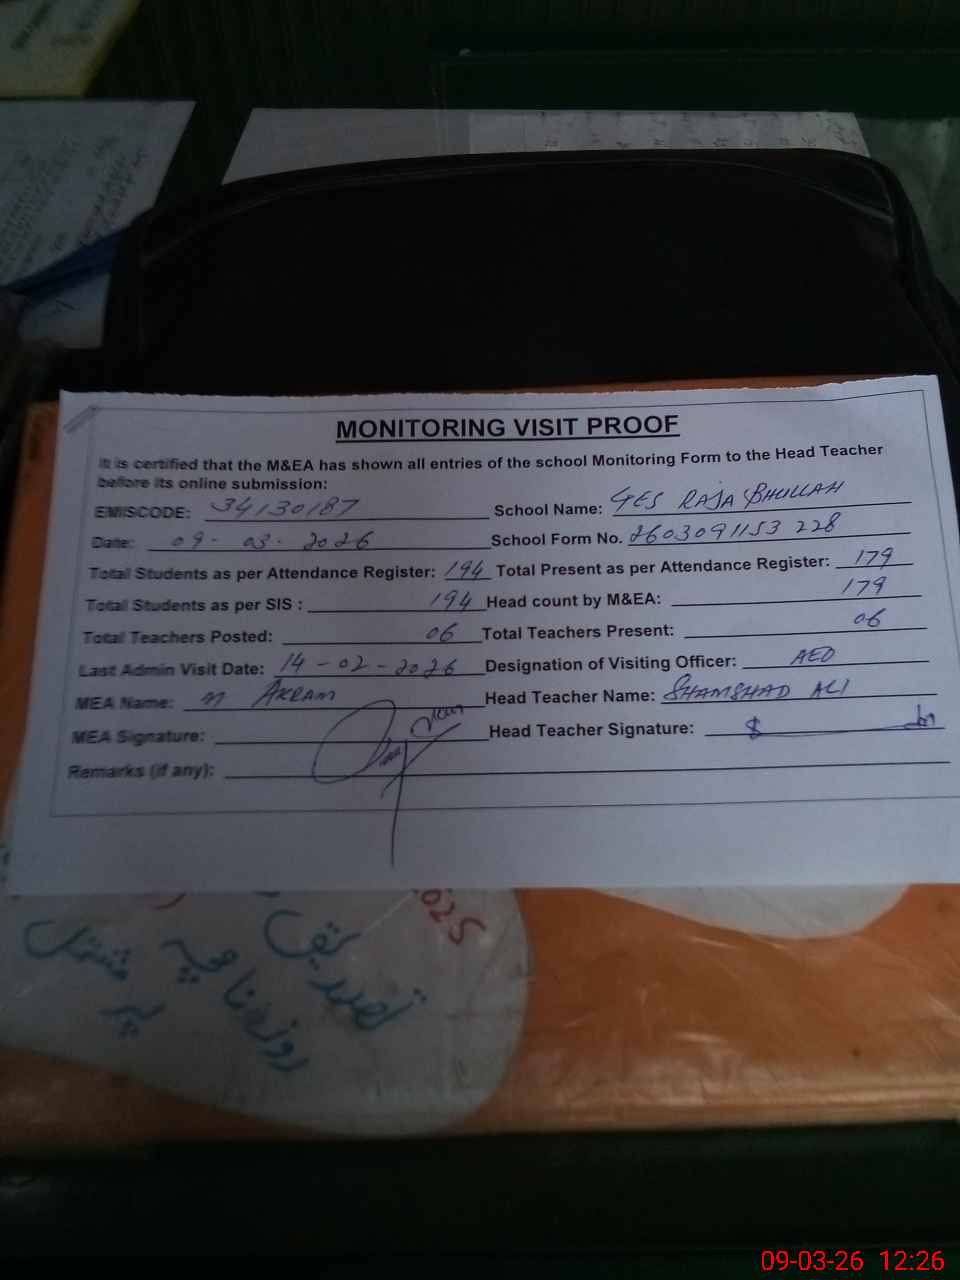 MONITORING VISIT PROOF
It is certified that the M&EA has shown all entries of the school Monitoring Form to the Head Teacher
before its online submission:
EMISCODE: 34130187 School Name: GES RAJA BHULLAH
Date: 09-03-2026 School Form No. 2603091153228
Total Students as per Attendance Register: 194 Total Present as per Attendance Register: 179
Total Students as per SIS : 194 Head count by M&EA: 179
Total Teachers Posted: 06 Total Teachers Present: 06
Last Admin Visit Date: 14-02-2026 Designation of Visiting Officer: AEO
MEA Name: M AKRAM Head Teacher Name: SHAMSHAD ALI
MEA Signature: Head Teacher Signature:
Remarks (if any):
2025
تصدیقی
روزنامچہ
پر مشتمل
09-03-26 12:26